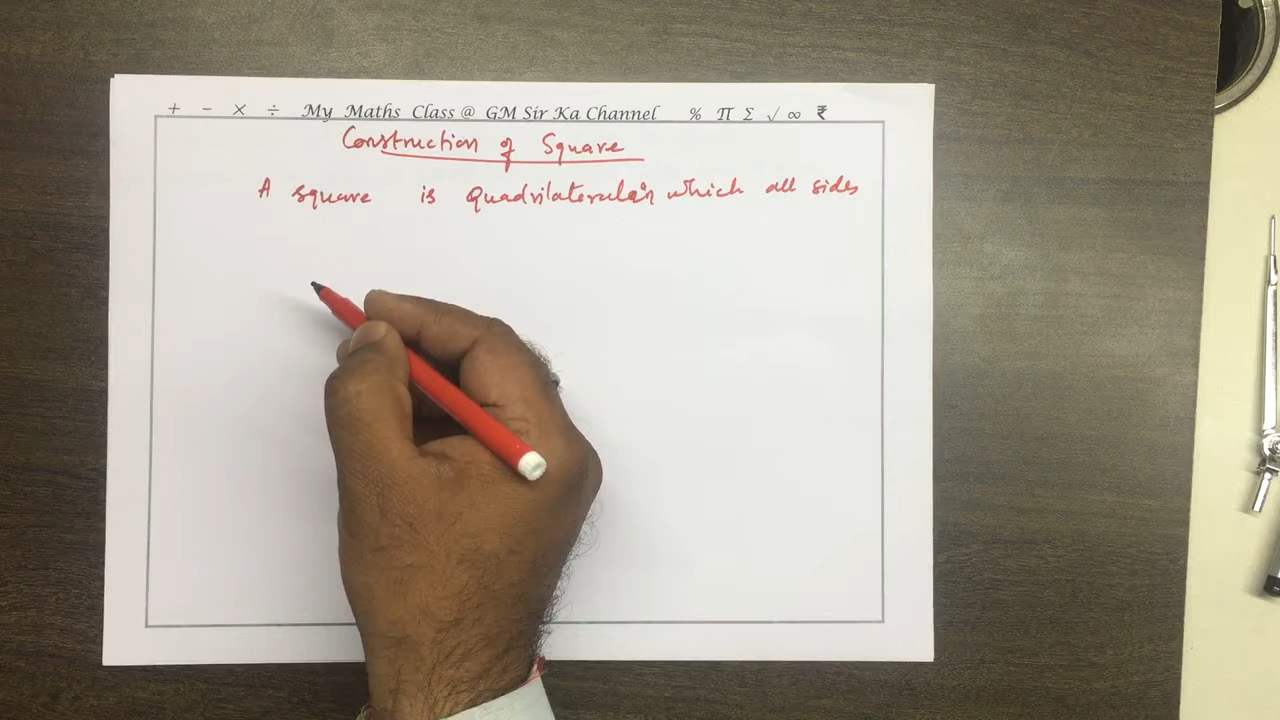 + - × ÷ My Maths Class @ GM Sir Ka Channel % Π Σ √ ∞ ₹
Construction of Square
A square is Quadrilateral in which all sides